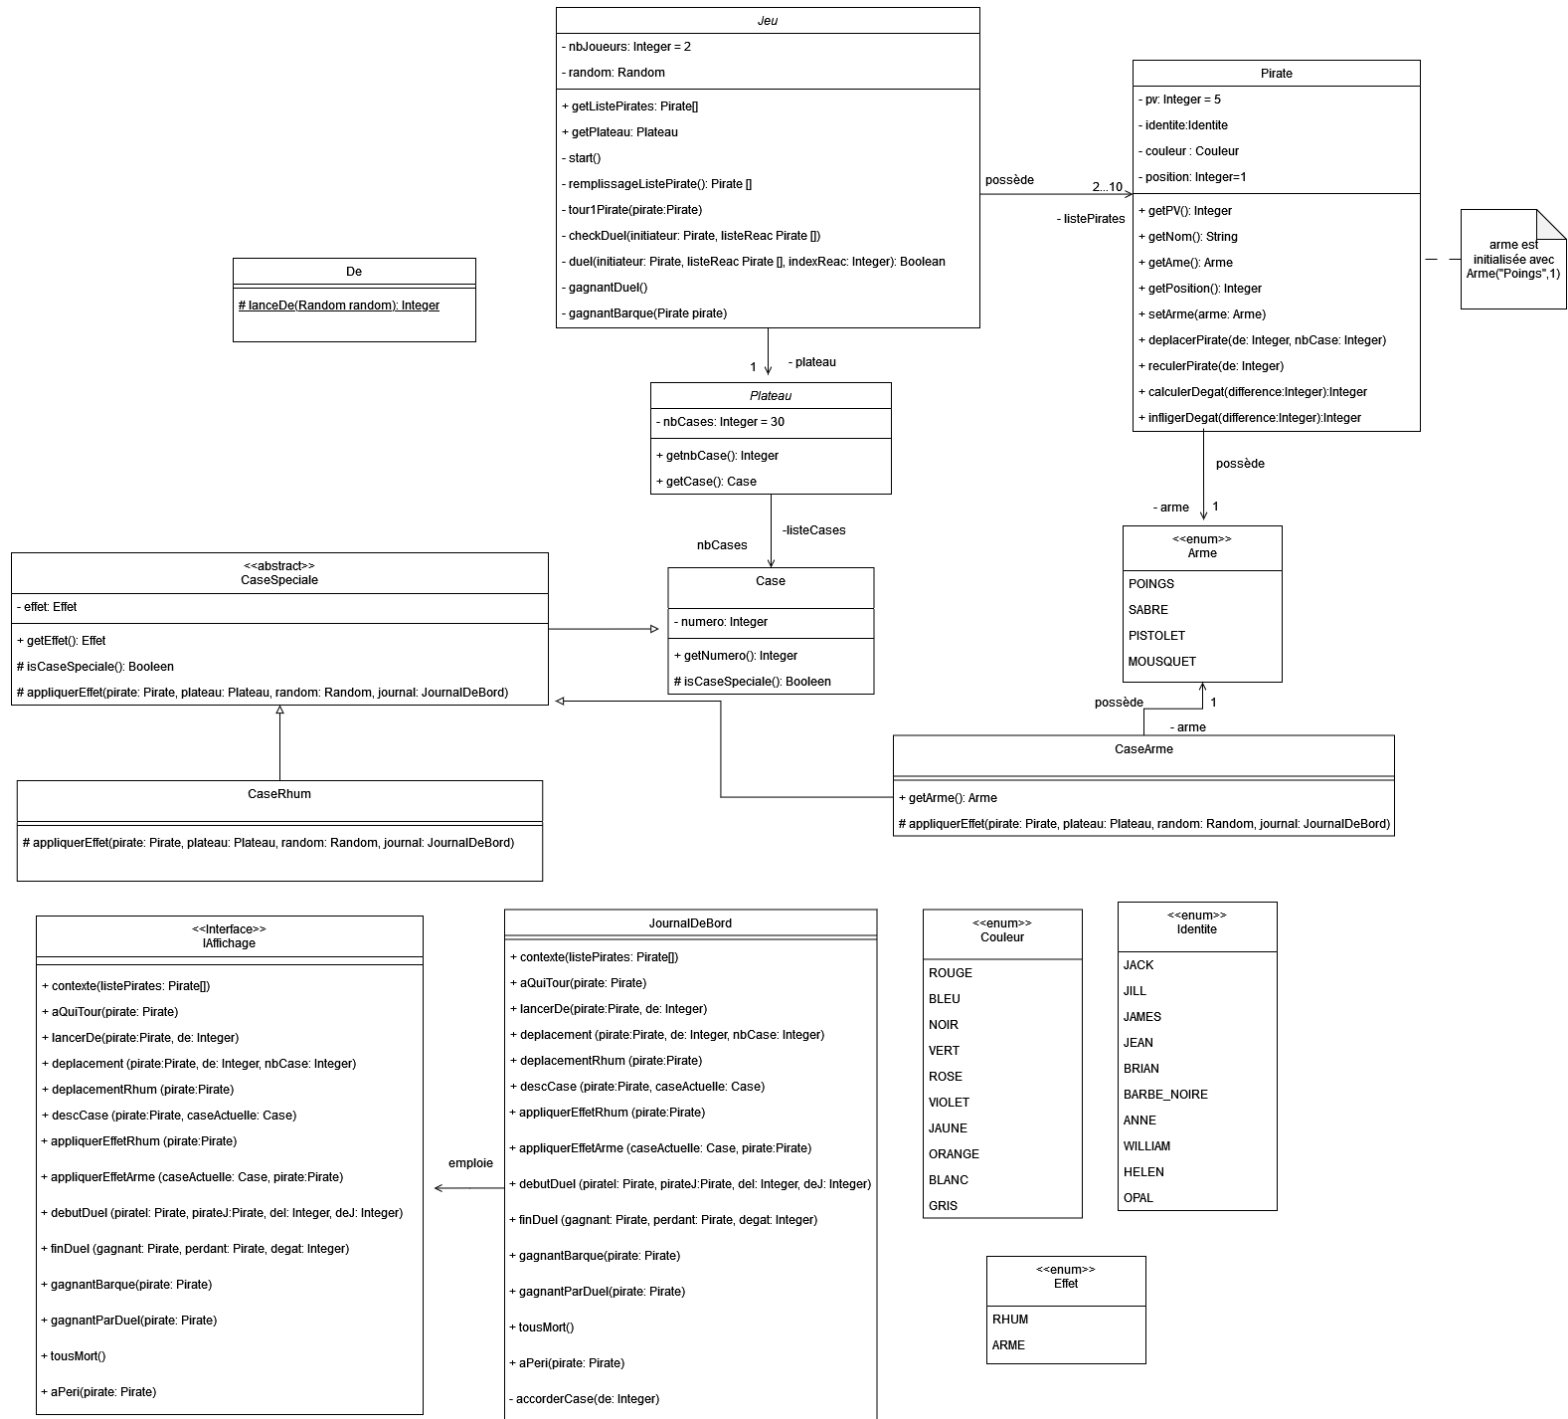 Jeu
- nbJoueurs: Integer = 2
- random: Random
+ getListePirates: Pirate[]
+ getPlateau: Plateau
- start()
- remplissageListePirate(): Pirate []
- tour1Pirate(pirate:Pirate)
- checkDuel(initiateur: Pirate, listeReac Pirate [])
- duel(initiateur: Pirate, listeReac Pirate [], indexReac: Integer): Boolean
- gagnantDuel()
- gagnantBarque(Pirate pirate)
possède
2...10
- listePirates
Pirate
- pv: Integer = 5
- identite:Identite
- couleur : Couleur
- position: Integer=1
+ getPV(): Integer
+ getNom(): String
+ getAme(): Arme
+ getPosition(): Integer
+ setArme(arme: Arme)
+ deplacerPirate(de: Integer, nbCase: Integer)
+ reculerPirate(de: Integer)
+ calculerDegat(difference:Integer):Integer
+ infligerDegat(difference:Integer):Integer
arme est
initialisée avec
Arme("Poings",1)
De
# lanceDe(Random random): Integer
1
- plateau
Plateau
- nbCases: Integer = 30
+ getnbCase(): Integer
+ getCase(): Case
possède
- arme
1
-listeCases
nbCases
<<enum>>
Arme
POINGS
SABRE
PISTOLET
MOUSQUET
<<abstract>>
CaseSpeciale
- effet: Effet
+ getEffet(): Effet
# isCaseSpeciale(): Booleen
# appliquerEffet(pirate: Pirate, plateau: Plateau, random: Random, journal: JournalDeBord)
Case
- numero: Integer
+ getNumero(): Integer
# isCaseSpeciale(): Booleen
possède
1
- arme
CaseRhum
# appliquerEffet(pirate: Pirate, plateau: Plateau, random: Random, journal: JournalDeBord)
CaseArme
+ getArme(): Arme
# appliquerEffet(pirate: Pirate, plateau: Plateau, random: Random, journal: JournalDeBord)
<<Interface>>
IAffichage
+ contexte(listePirates: Pirate[])
+ aQuiTour(pirate: Pirate)
+ lancerDe(pirate:Pirate, de: Integer)
+ deplacement (pirate:Pirate, de: Integer, nbCase: Integer)
+ deplacementRhum (pirate:Pirate)
+ descCase (pirate:Pirate, caseActuelle: Case)
+ appliquerEffetRhum (pirate:Pirate)
+ appliquerEffetArme (caseActuelle: Case, pirate:Pirate)
+ debutDuel (pirateI: Pirate, pirateJ:Pirate, deI: Integer, deJ: Integer)
+ finDuel (gagnant: Pirate, perdant: Pirate, degat: Integer)
+ gagnantBarque(pirate: Pirate)
+ gagnantParDuel(pirate: Pirate)
+ tousMort()
+ aPeri(pirate: Pirate)
emploie
JournalDeBord
+ contexte(listePirates: Pirate[])
+ aQuiTour(pirate: Pirate)
+ lancerDe(pirate:Pirate, de: Integer)
+ deplacement (pirate:Pirate, de: Integer, nbCase: Integer)
+ deplacementRhum (pirate:Pirate)
+ descCase (pirate:Pirate, caseActuelle: Case)
+ appliquerEffetRhum (pirate:Pirate)
+ appliquerEffetArme (caseActuelle: Case, pirate:Pirate)
+ debutDuel (pirateI: Pirate, pirateJ:Pirate, deI: Integer, deJ: Integer)
+ finDuel (gagnant: Pirate, perdant: Pirate, degat: Integer)
+ gagnantBarque(pirate: Pirate)
+ gagnantParDuel(pirate: Pirate)
+ tousMort()
+ aPeri(pirate: Pirate)
- accorderCase(de: Integer)
<<enum>>
Couleur
ROUGE
BLEU
NOIR
VERT
ROSE
VIOLET
JAUNE
ORANGE
BLANC
GRIS
<<enum>>
Identite
JACK
JILL
JAMES
JEAN
BRIAN
BARBE_NOIRE
ANNE
WILLIAM
HELEN
OPAL
<<enum>>
Effet
RHUM
ARME